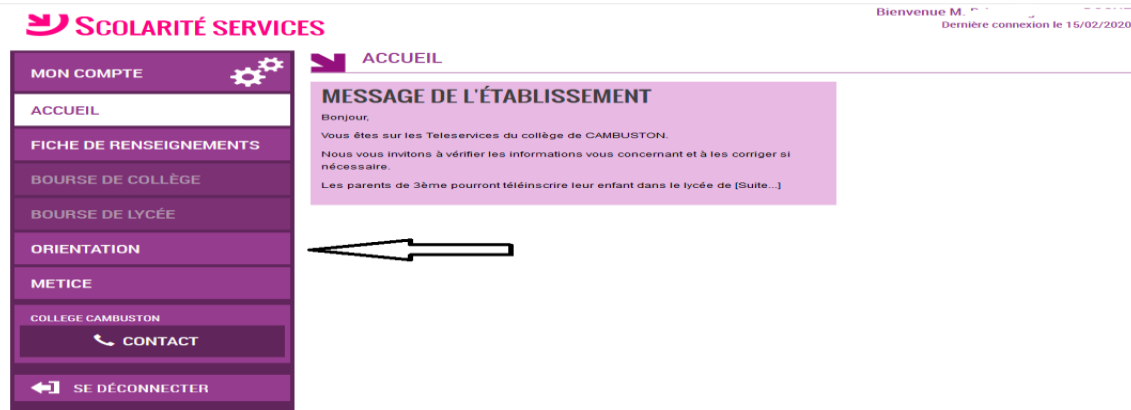 Bienvenue M.
SCOLARITÉ SERVICES
Dernière connexion le 15/02/2020
MON COMPTE
ACCUEIL
FICHE DE RENSEIGNEMENTS
BOURSE DE COLLÈGE
BOURSE DE LYCÉE
ORIENTATION
METICE
COLLEGE CAMBUSTON
CONTACT
SE DÉCONNECTER
ACCUEIL
MESSAGE DE L'ÉTABLISSEMENT
Bonjour,
Vous êtes sur les Teleservices du collège de CAMBUSTON.
Nous vous invitons à vérifier les informations vous concernant et à les corriger si
nécessaire.
Les parents de 3ème pourront téléinscrire leur enfant dans le lycée de [Suite...]